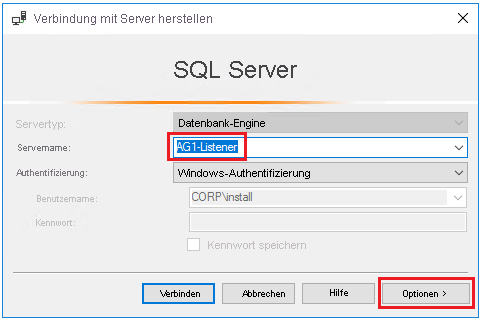 Verbindung mit Server herstellen
SQL Server
Servertyp: Datenbank-Engine
Servername: AG1-Listener
Authentifizierung: Windows-Authentifizierung
Benutzername: CORP\install
Kennwort:
Kennwort speichern
Verbinden Abbrechen Hilfe Optionen >